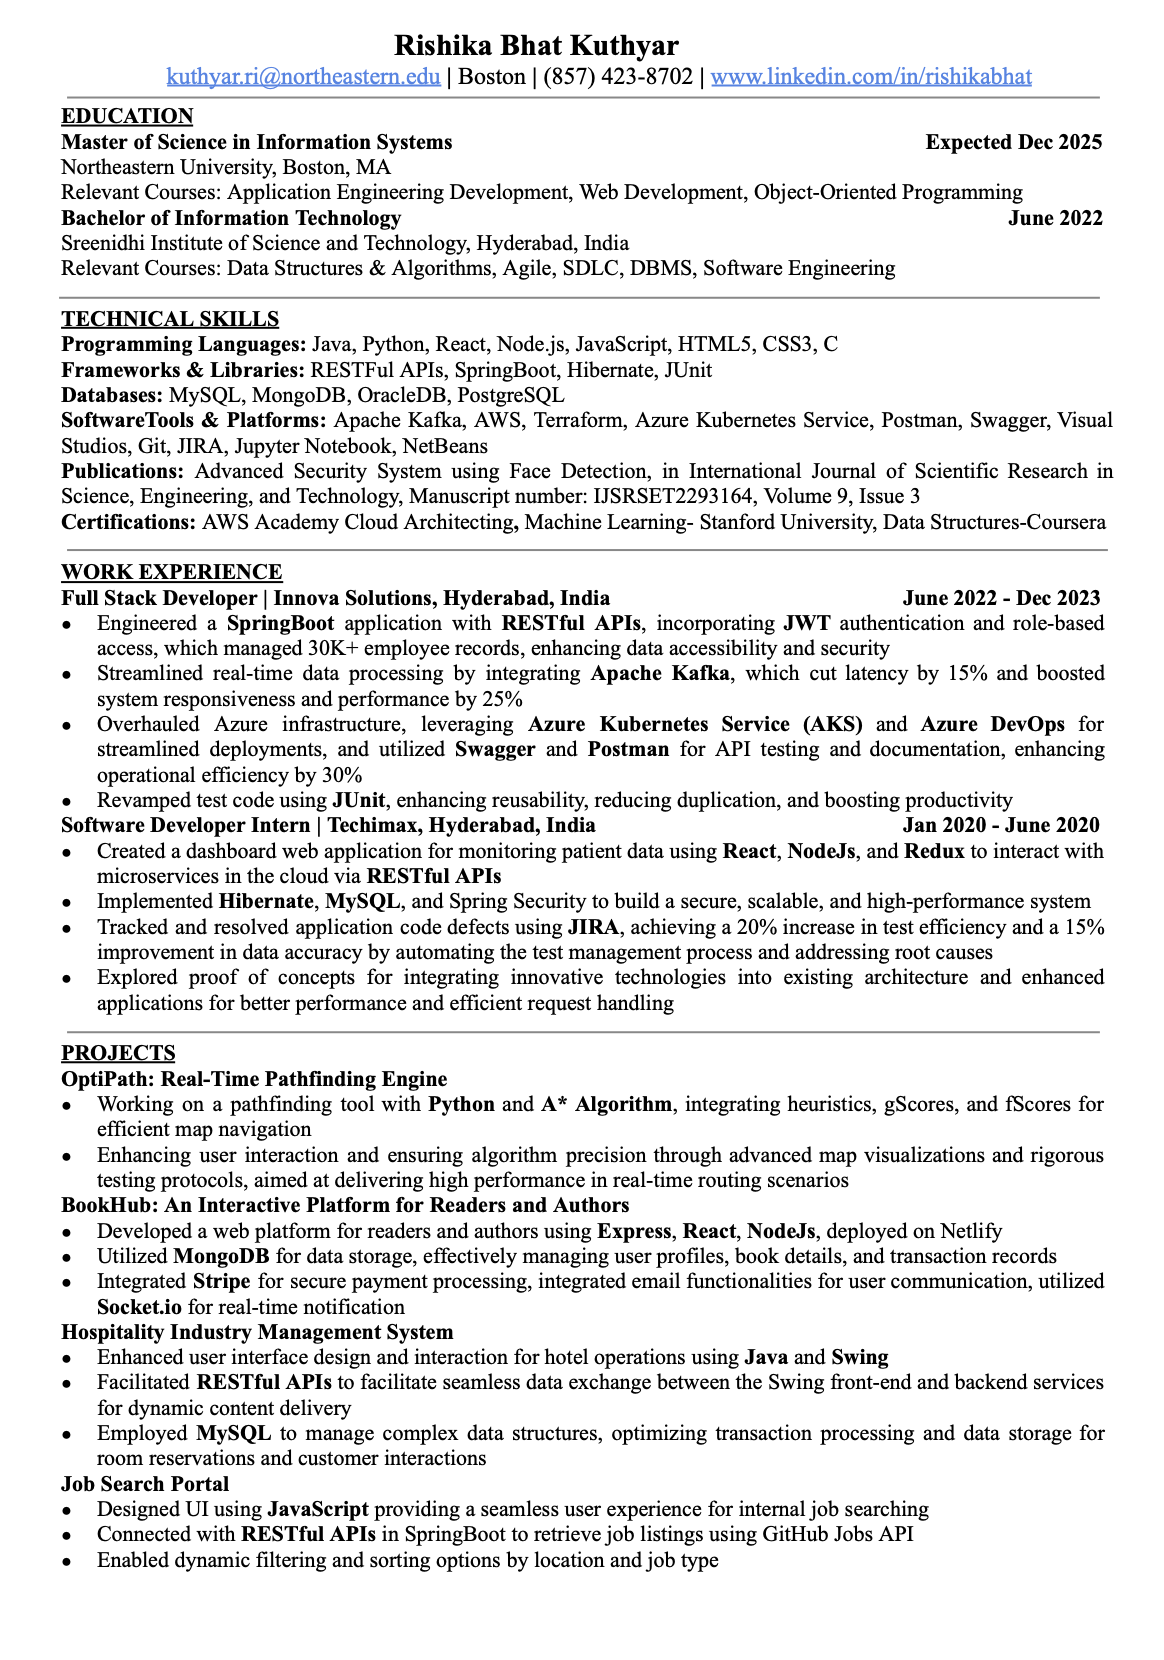 Rishika Bhat Kuthyar
kuthyar.ri@northeastern.edu | Boston | (857) 423-8702 | www.linkedin.com/in/rishikabhat
EDUCATION
Master of Science in Information Systems Expected Dec 2025
Northeastern University, Boston, MA
Relevant Courses: Application Engineering Development, Web Development, Object-Oriented Programming
Bachelor of Information Technology June 2022
Sreenidhi Institute of Science and Technology, Hyderabad, India
Relevant Courses: Data Structures & Algorithms, Agile, SDLC, DBMS, Software Engineering
TECHNICAL SKILLS
Programming Languages: Java, Python, React, Node.js, JavaScript, HTML5, CSS3, C
Frameworks & Libraries: RESTFul APIs, SpringBoot, Hibernate, JUnit
Databases: MySQL, MongoDB, OracleDB, PostgreSQL
SoftwareTools & Platforms: Apache Kafka, AWS, Terraform, Azure Kubernetes Service, Postman, Swagger, Visual
Studios, Git, JIRA, Jupyter Notebook, NetBeans
Publications: Advanced Security System using Face Detection, in International Journal of Scientific Research in
Science, Engineering, and Technology, Manuscript number: IJSRSET2293164, Volume 9, Issue 3
Certifications: AWS Academy Cloud Architecting, Machine Learning- Stanford University, Data Structures-Coursera
WORK EXPERIENCE
Full Stack Developer | Innova Solutions, Hyderabad, India June 2022 - Dec 2023
● Engineered a SpringBoot application with RESTful APIs, incorporating JWT authentication and role-based
access, which managed 30K+ employee records, enhancing data accessibility and security
● Streamlined real-time data processing by integrating Apache Kafka, which cut latency by 15% and boosted
system responsiveness and performance by 25%
● Overhauled Azure infrastructure, leveraging Azure Kubernetes Service (AKS) and Azure DevOps for
streamlined deployments, and utilized Swagger and Postman for API testing and documentation, enhancing
operational efficiency by 30%
● Revamped test code using JUnit, enhancing reusability, reducing duplication, and boosting productivity
Software Developer Intern | Techimax, Hyderabad, India Jan 2020 - June 2020
● Created a dashboard web application for monitoring patient data using React, NodeJs, and Redux to interact with
microservices in the cloud via RESTful APIs
● Implemented Hibernate, MySQL, and Spring Security to build a secure, scalable, and high-performance system
● Tracked and resolved application code defects using JIRA, achieving a 20% increase in test efficiency and a 15%
improvement in data accuracy by automating the test management process and addressing root causes
● Explored proof of concepts for integrating innovative technologies into existing architecture and enhanced
applications for better performance and efficient request handling
PROJECTS
OptiPath: Real-Time Pathfinding Engine
● Working on a pathfinding tool with Python and A* Algorithm, integrating heuristics, gScores, and fScores for
efficient map navigation
● Enhancing user interaction and ensuring algorithm precision through advanced map visualizations and rigorous
testing protocols, aimed at delivering high performance in real-time routing scenarios
BookHub: An Interactive Platform for Readers and Authors
● Developed a web platform for readers and authors using Express, React, NodeJs, deployed on Netlify
● Utilized MongoDB for data storage, effectively managing user profiles, book details, and transaction records
● Integrated Stripe for secure payment processing, integrated email functionalities for user communication, utilized
Socket.io for real-time notification
Hospitality Industry Management System
● Enhanced user interface design and interaction for hotel operations using Java and Swing
● Facilitated RESTful APIs to facilitate seamless data exchange between the Swing front-end and backend services
for dynamic content delivery
● Employed MySQL to manage complex data structures, optimizing transaction processing and data storage for
room reservations and customer interactions
Job Search Portal
● Designed UI using JavaScript providing a seamless user experience for internal job searching
● Connected with RESTful APIs in SpringBoot to retrieve job listings using GitHub Jobs API
● Enabled dynamic filtering and sorting options by location and job type